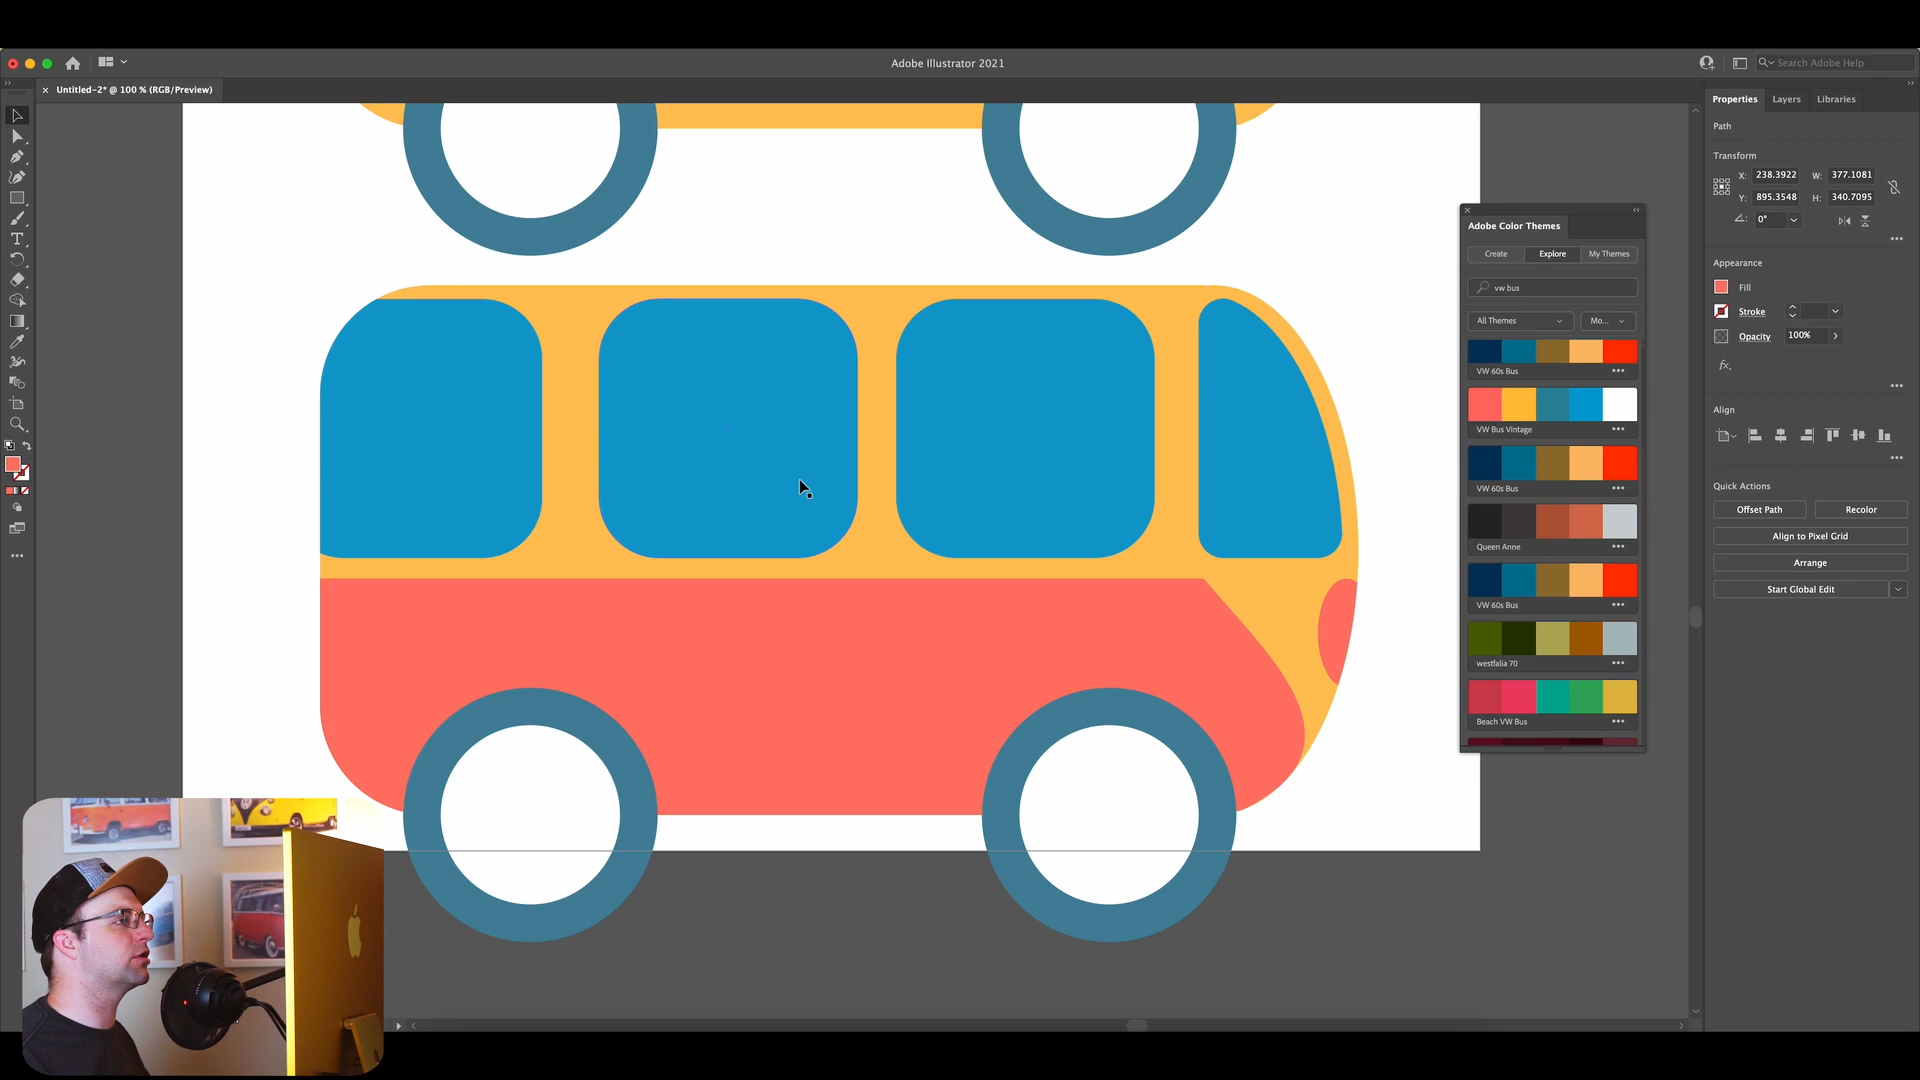 Adobe Illustrator 2021
Search Adobe Help
Untitled-2* @ 100 % (RGB/Preview)
Properties
Layers
Libraries
Path
Transform
X: 238.3922
W: 377.1081
Y: 895.3548
H: 340.7095
0°
Appearance
Fill
Stroke
Opacity
100%
fx
Align
Quick Actions
Offset Path
Recolor
Align to Pixel Grid
Arrange
Start Global Edit
Adobe Color Themes
Create
Explore
My Themes
vw bus
All Themes
Mo...
VW 60s Bus
VW Bus Vintage
VW 60s Bus
Queen Anne
VW 60s Bus
westfalia 70
Beach VW Bus